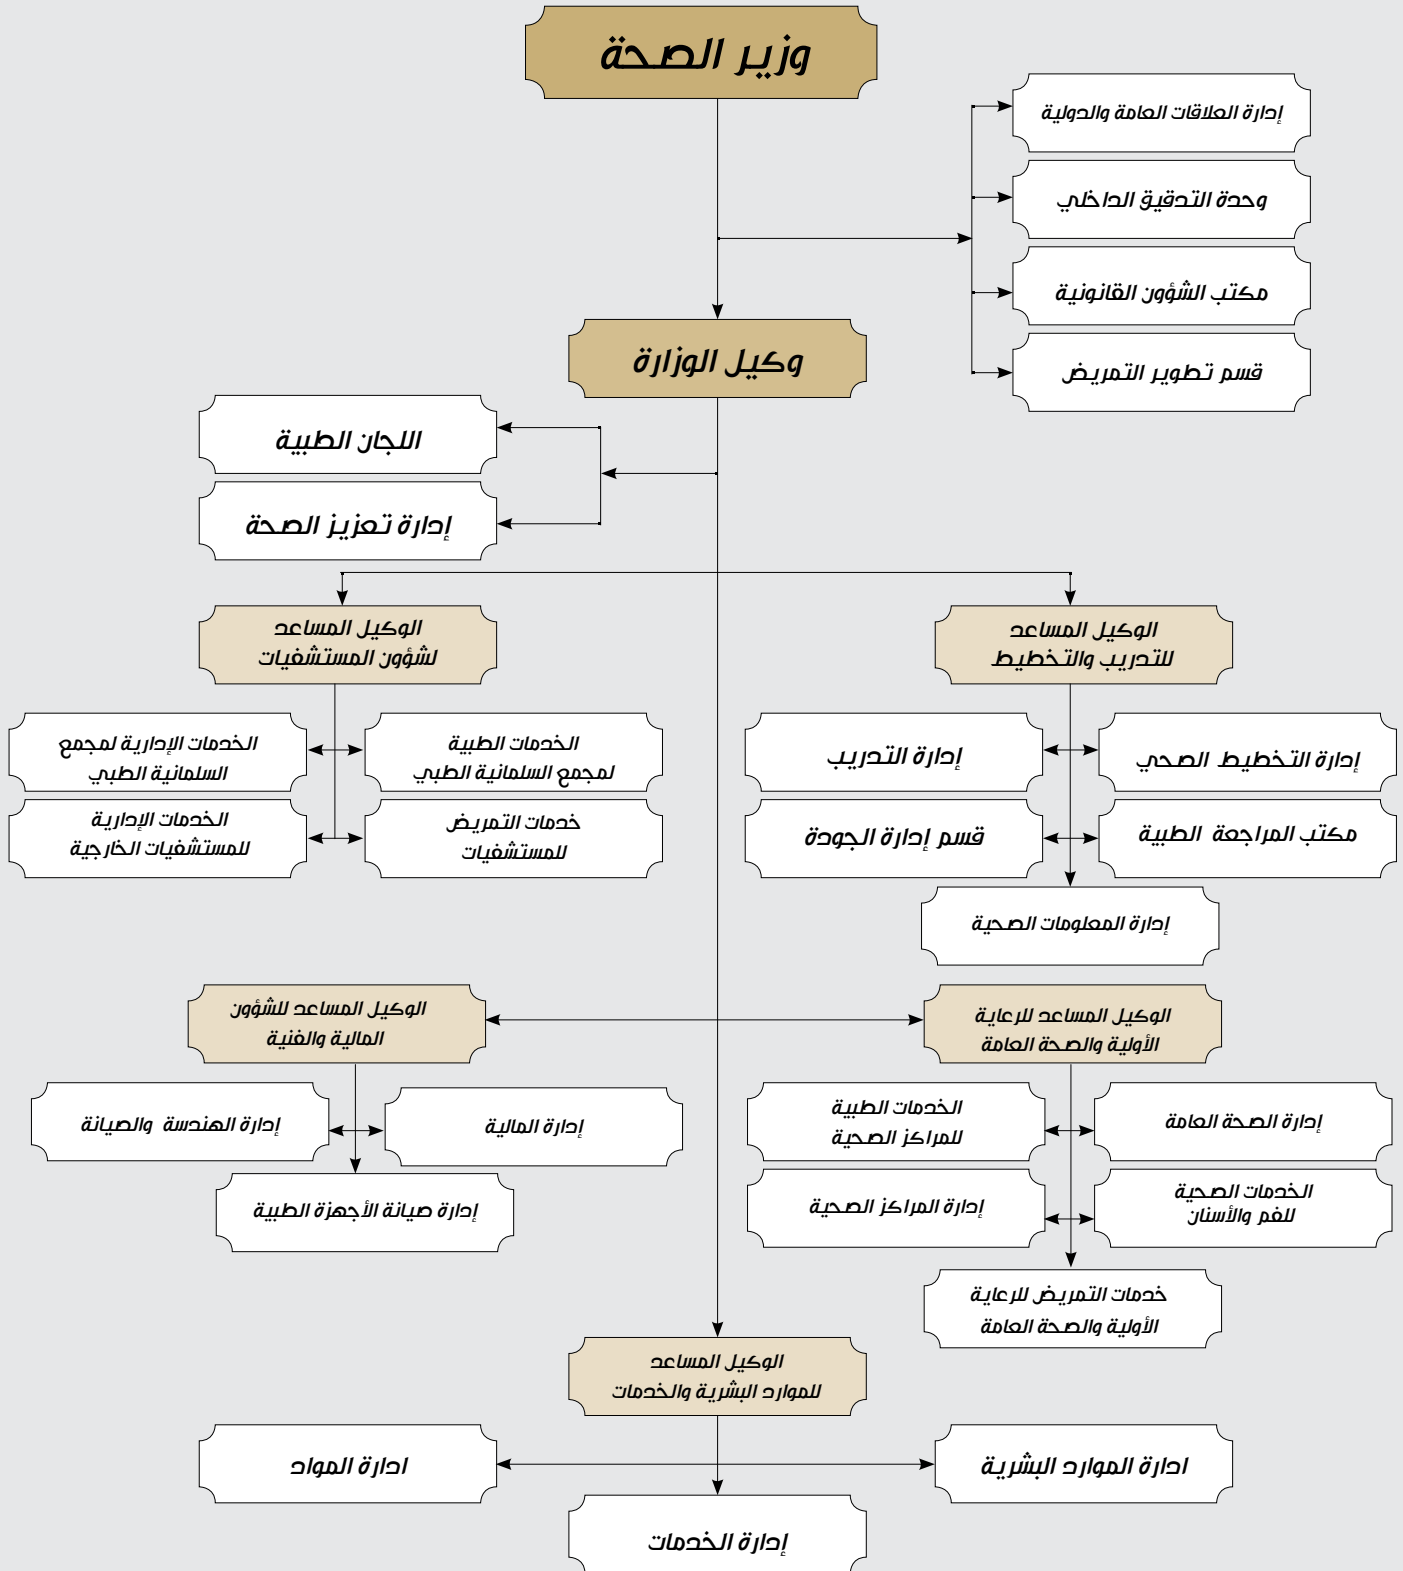 وزير الصحة
إدارة العلاقات العامة والدولية
وحدة التدقيق الداخلي
مكتب الشؤون القانونية
قسم تطوير التمريض
وكيل الوزارة
اللجان الطبية
إدارة تعزيز الصحة
الوكيل المساعد
للتدريب والتخطيط
إدارة التخطيط الصحي
إدارة التدريب
مكتب المراجعة الطبية
قسم إدارة الجودة
إدارة المعلومات الصحية
الوكيل المساعد
لشؤون المستشفيات
الخدمات الطبية
لمجمع السلمانية الطبي
الخدمات الإدارية لمجمع
السلمانية الطبي
خدمات التمريض
للمستشفيات
الخدمات الإدارية
للمستشفيات الخارجية
الوكيل المساعد للرعاية
الأولية والصحة العامة
إدارة الصحة العامة
الخدمات الطبية
للمراكز الصحية
الخدمات الصحية
للفم والأسنان
إدارة المراكز الصحية
خدمات التمريض للرعاية
الأولية والصحة العامة
الوكيل المساعد للشؤون
المالية والفنية
إدارة المالية
إدارة الهندسة والصيانة
إدارة صيانة الأجهزة الطبية
الوكيل المساعد
للموارد البشرية والخدمات
ادارة الموارد البشرية
ادارة المواد
إدارة الخدمات